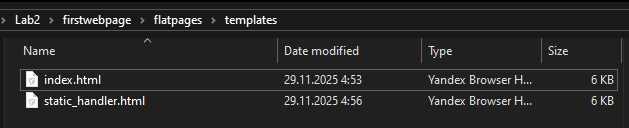 > Lab2 > firstwebpage > flatpages > templates
Name Date modified Type Size
index.html 29.11.2025 4:53 Yandex Browser H... 6 KB
static_handler.html 29.11.2025 4:56 Yandex Browser H... 6 KB